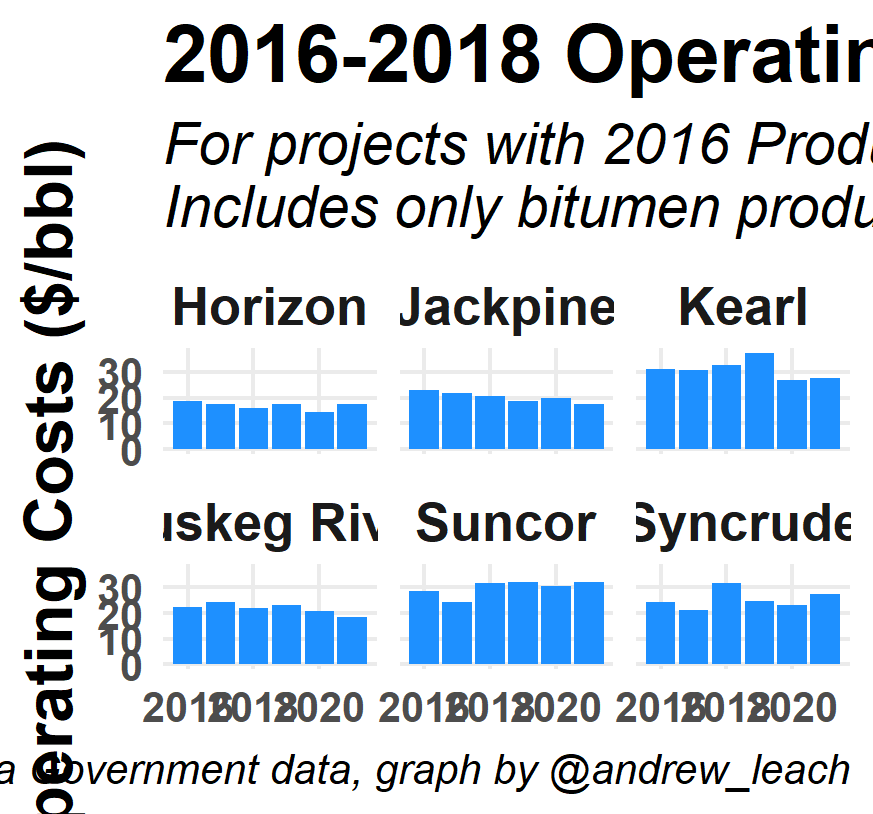 2016-2018 Operatin
For projects with 2016 Produ
Includes only bitumen produ
perating Costs ($/bbl)
Horizon Jackpine Kearl
30
20
10
0
uskeg Riv Suncor Syncrude
30
20
10
0
2016 2018 2020 2016 2018 2020 2016 2018 2020
a Government data, graph by @andrew_leach